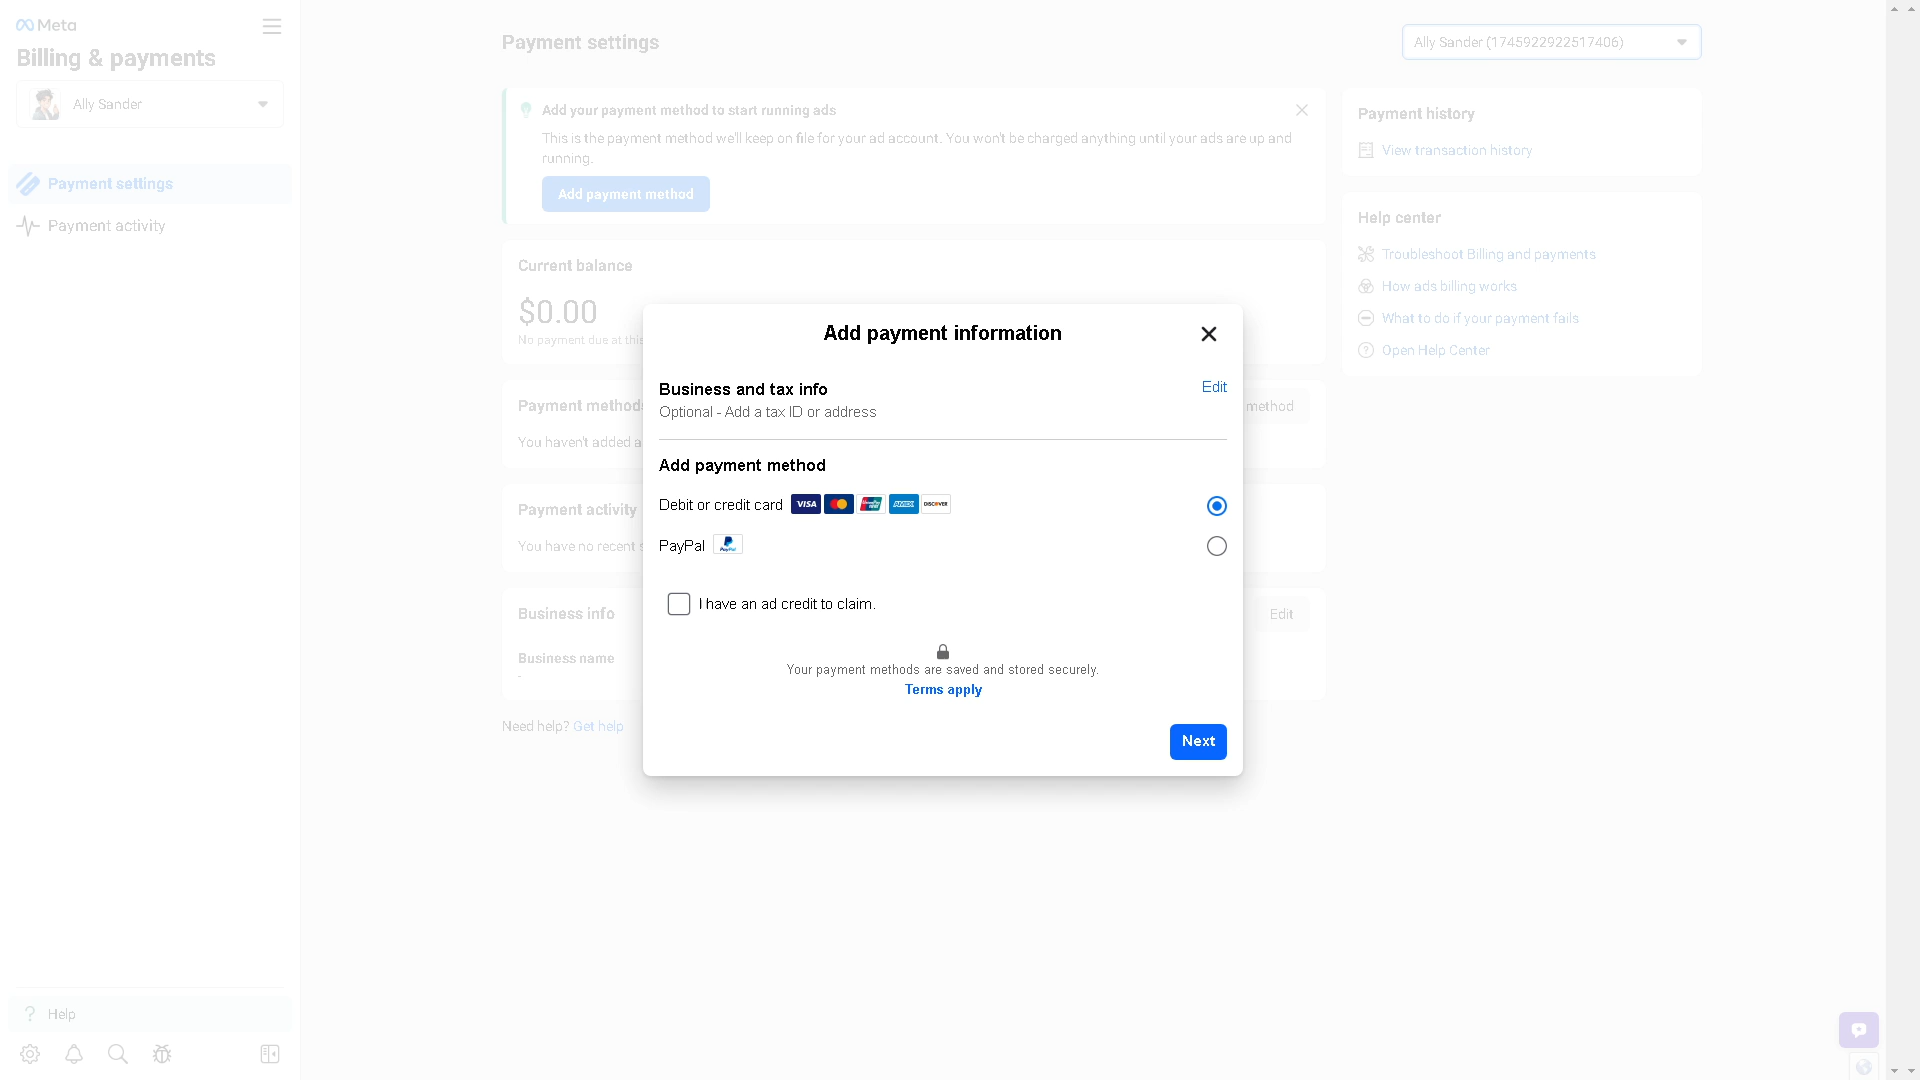 Meta
Billing & payments
Ally Sander
Payment settings
Payment activity
Help
Payment settings
Ally Sander (1745922922517406)
Add your payment method to start running ads
This is the payment method we'll keep on file for your ad account. You won't be charged anything until your ads are up and
running.
Add payment method
Current balance
$0.00
No payment due at this
Payment methods
method
You haven't added a
Payment activity
You have no recent
Business info
Edit
Business name
-
Need help? Get help
Payment history
View transaction history
Help center
Troubleshoot Billing and payments
How ads billing works
What to do if your payment fails
Open Help Center
Add payment information
Business and tax info
Edit
Optional - Add a tax ID or address
Add payment method
Debit or credit card VISA AMEX DISCOVER
PayPal PayPal
I have an ad credit to claim.
Your payment methods are saved and stored securely.
Terms apply
Next